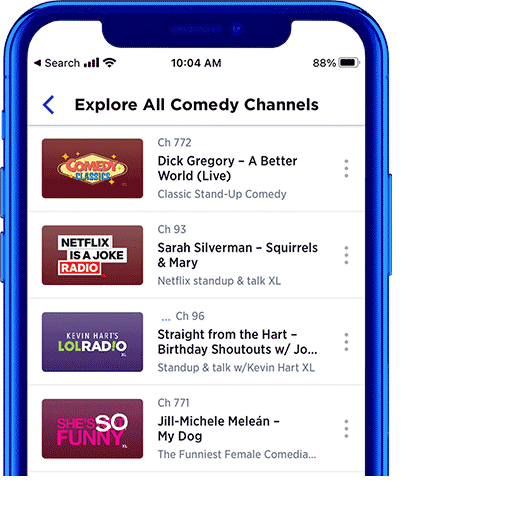 Search
10:04 AM
88%
Explore All Comedy Channels
COMEDY
CLASSICS
XL
Ch 772
Dick Gregory – A Better
World (Live)
Classic Stand-Up Comedy
NETFLIX
IS A JOKE
RADIO
Ch 93
Sarah Silverman – Squirrels
& Mary
Netflix standup & talk XL
KEVIN HART'S
LOL RADIO
XL
... Ch 96
Straight from the Hart –
Birthday Shoutouts w/ Jo...
Standup & talk w/Kevin Hart XL
SHE'S SO
FUNNY
XL
Ch 771
Jill-Michele Meleán –
My Dog
The Funniest Female Comedia...